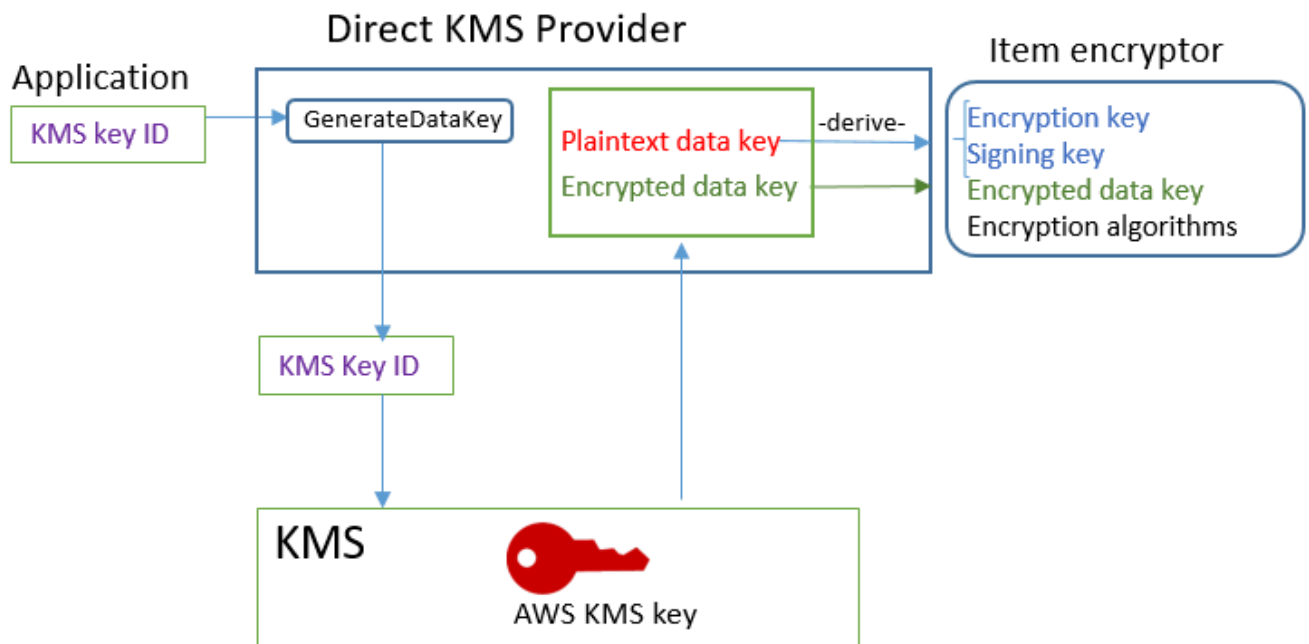 Direct KMS Provider
Item encryptor
Application
KMS key ID
GenerateDataKey
Plaintext data key
Encrypted data key
-derive-
Encryption key
Signing key
Encrypted data key
Encryption algorithms
KMS Key ID
KMS
AWS KMS key